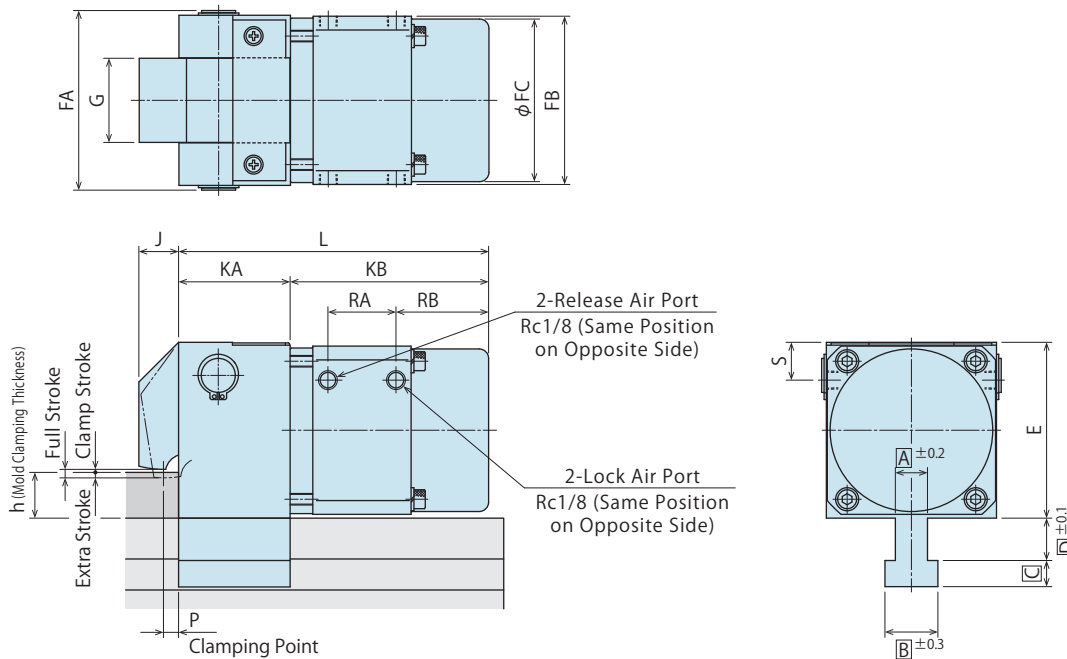 FA
G
φFC
FB
J
L
KA
KB
RA
RB
2-Release Air Port
Rc1/8 (Same Position
on Opposite Side)
2-Lock Air Port
Rc1/8 (Same Position
on Opposite Side)
h (Mold Clamping Thickness)
Full Stroke
Extra Stroke
Clamp Stroke
P
Clamping Point
S
E
A ±0.2
D ±0.1
C
B ±0.3